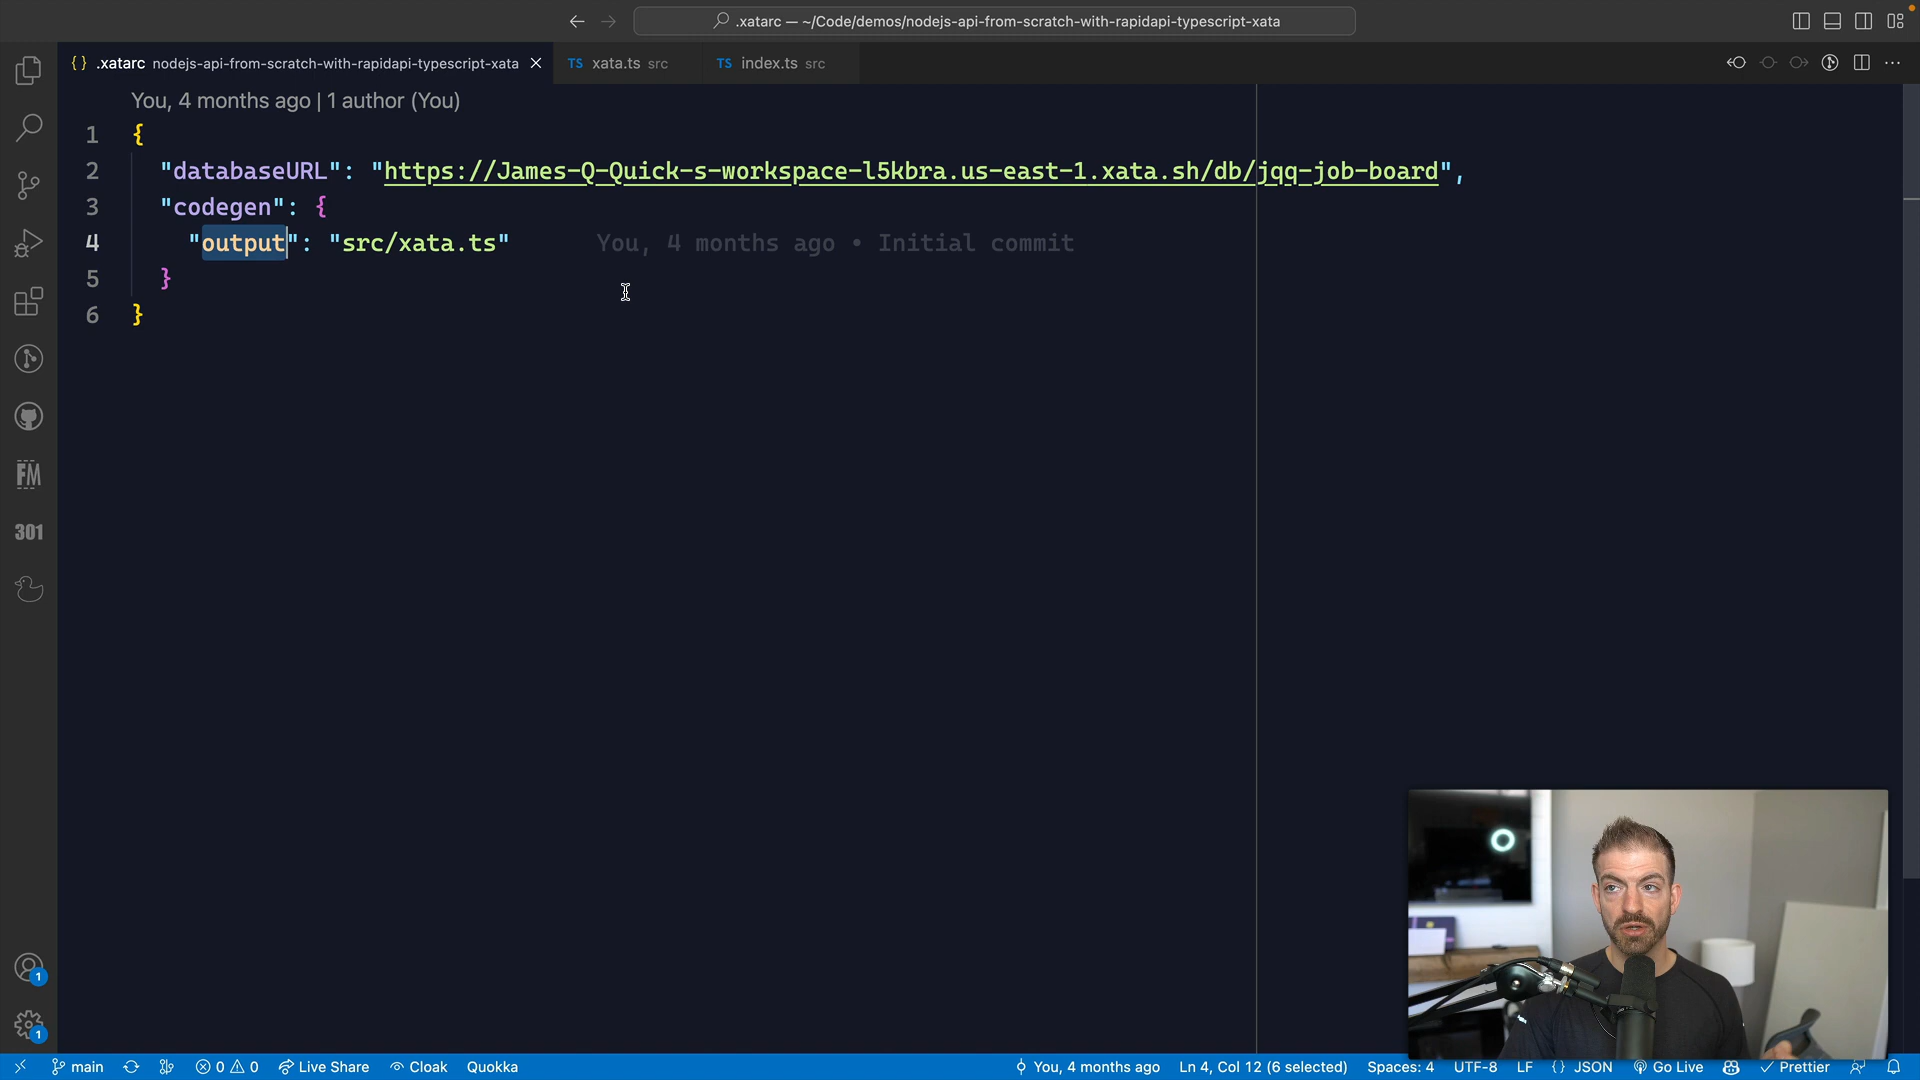 .xatarc — ~/Code/demos/nodejs-api-from-scratch-with-rapidapi-typescript-xata
{ } .xatarc nodejs-api-from-scratch-with-rapidapi-typescript-xata
TS xata.ts src
TS index.ts src
You, 4 months ago | 1 author (You)
1 {
2 "databaseURL": "https://James-Q-Quick-s-workspace-l5kbra.us-east-1.xata.sh/db/jqq-job-board",
3 "codegen": {
4 "output": "src/xata.ts" You, 4 months ago • Initial commit
5 }
6 }
FM
301
1
1
main 0 0 Live Share Cloak Quokka You, 4 months ago Ln 4, Col 12 (6 selected) Spaces: 4 UTF-8 LF { } JSON Go Live Prettier